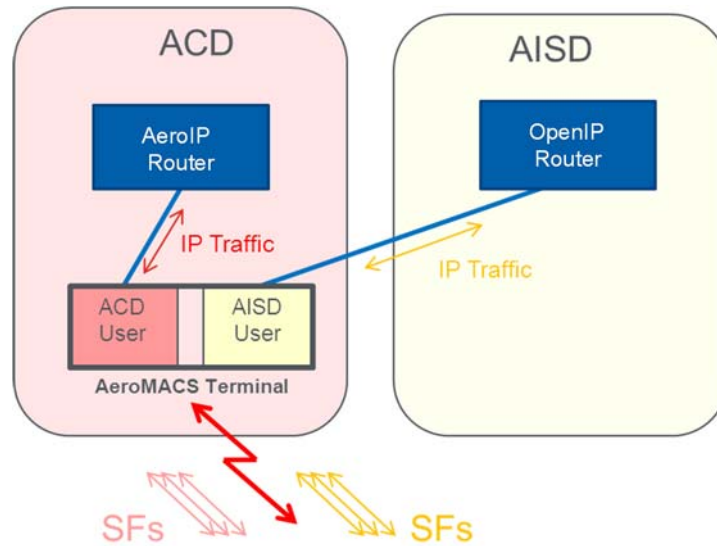 ACD
AISD
AeroIP
Router
OpenIP
Router
IP Traffic
IP Traffic
ACD
User
AISD
User
AeroMACS Terminal
SFs
SFs